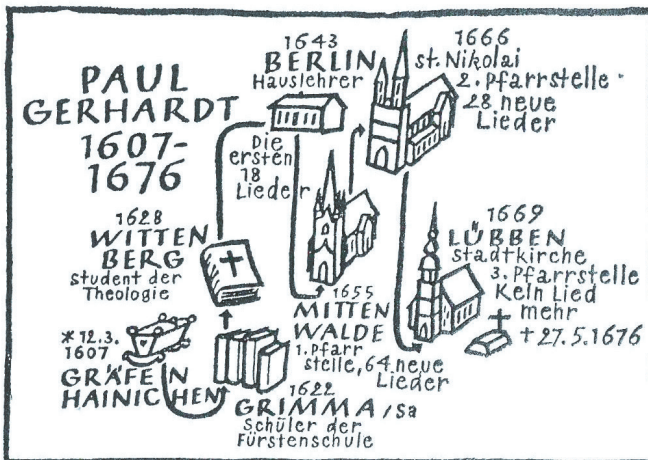 PAUL
GERHARDT
1607-
1676
* 12.3.
1607
GRÄFEN
HAINICHEN
1622
GRIMMA / Sa
Schüler der
Fürstenschule
1628
WITTEN
BERG
Student der
Theologie
1643
BERLIN
Hauslehrer
Die
ersten
18
Lieder
1655
MITTEN
WALDE
1. Pfarr
stelle, 64 neue
Lieder
1666
St. Nikolai
2. Pfarrstelle
28 neue
Lieder
1669
LÜBBEN
Stadtkirche
3. Pfarrstelle
Kein Lied
mehr
+ 27.5.1676